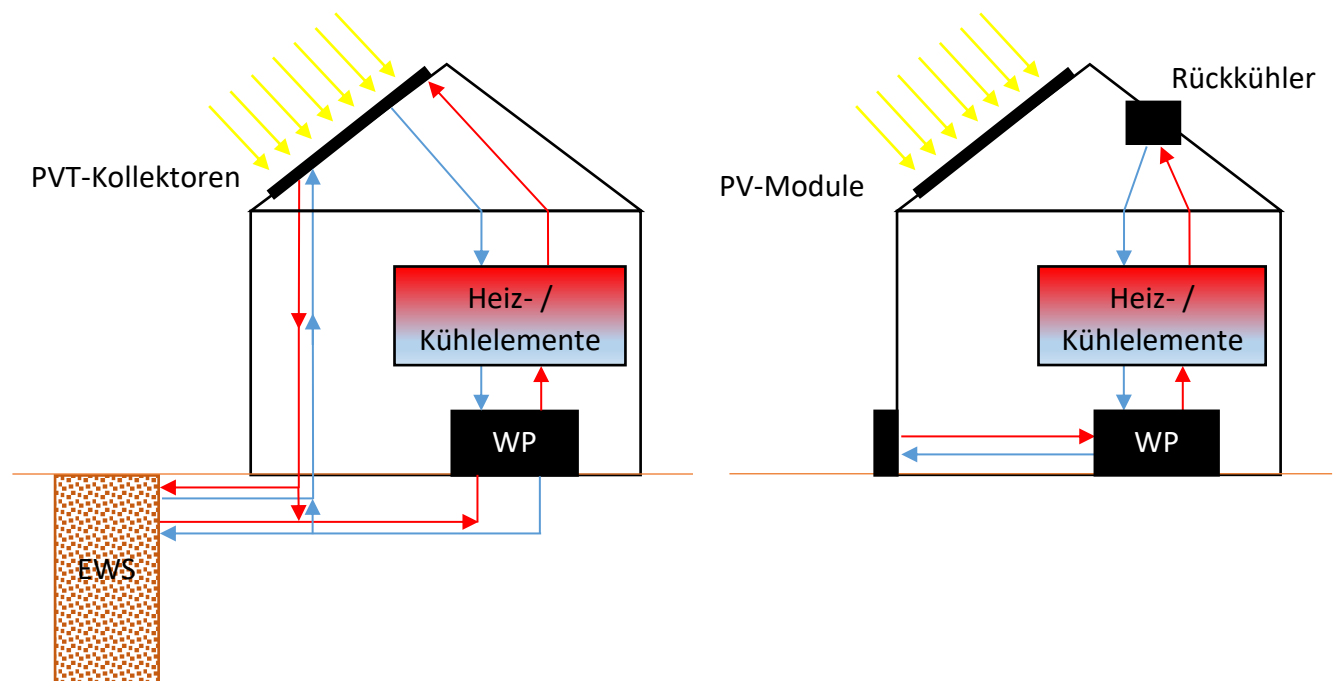 PVT-Kollektoren
Heiz- /
Kühlelemente
WP
EWS
Rückkühler
PV-Module
Heiz- /
Kühlelemente
WP